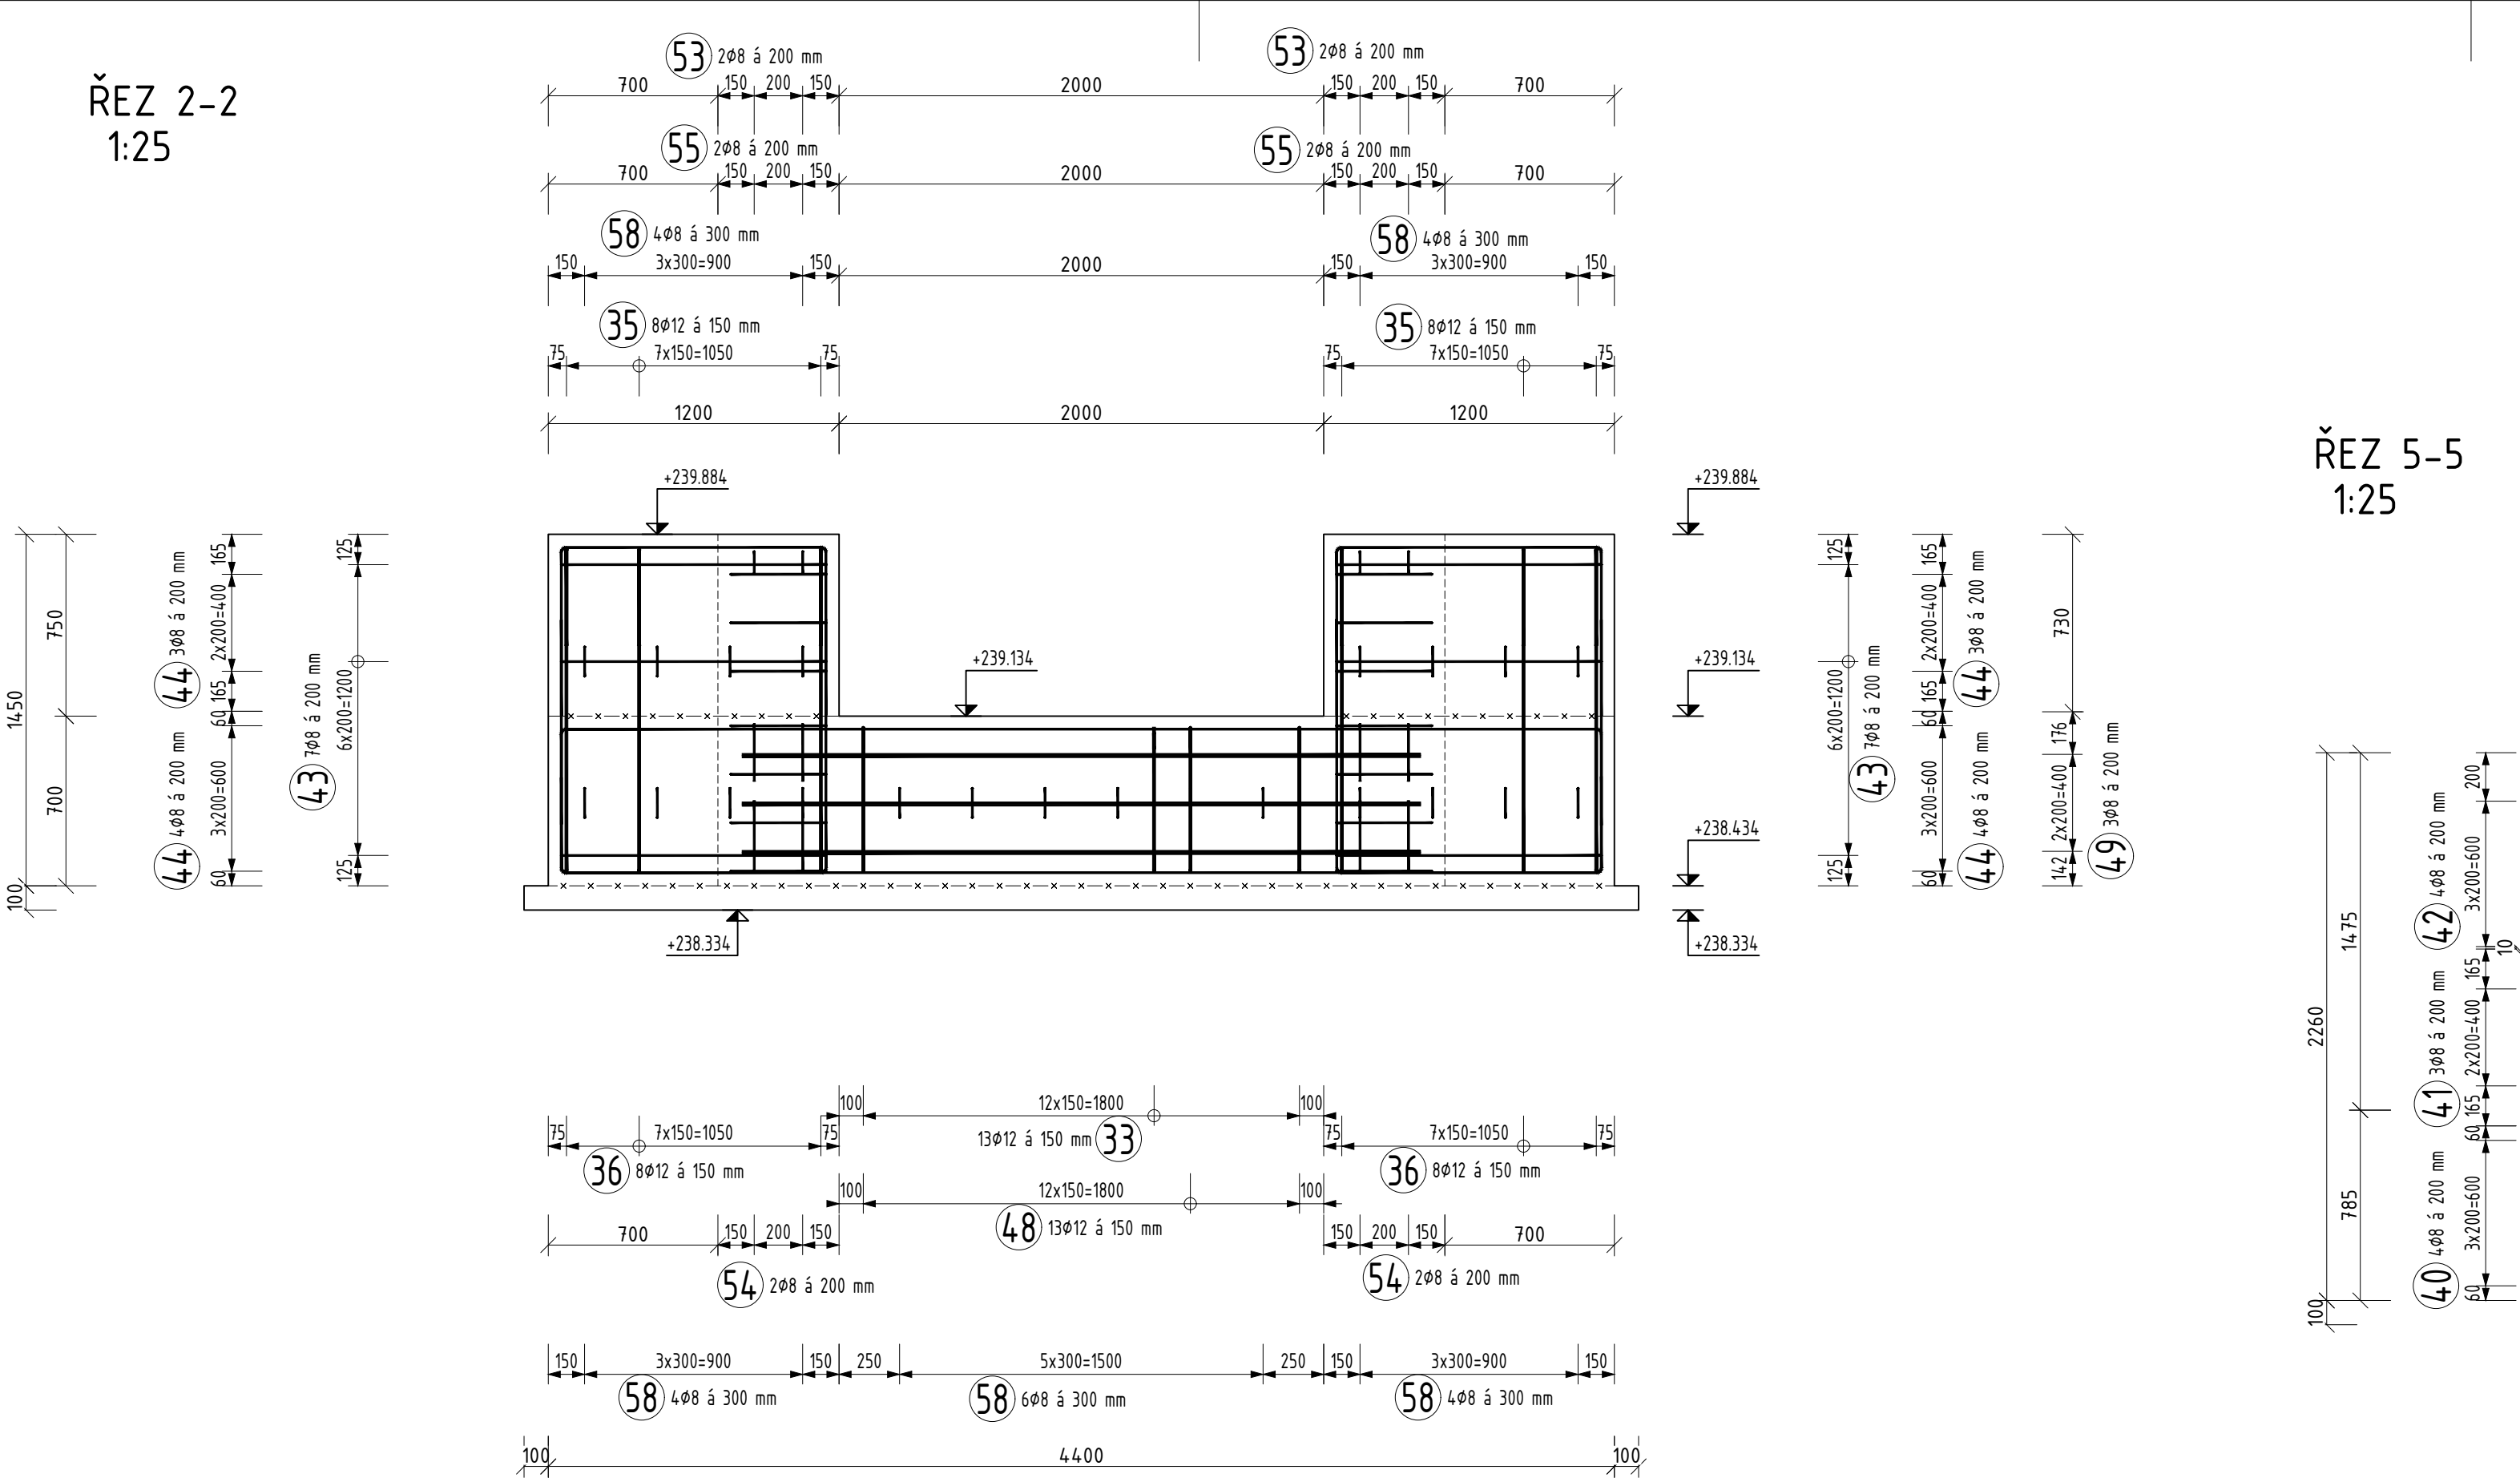 ŘEZ 2-2
1:25
53 2ø8 á 200 mm
53 2ø8 á 200 mm
700 150 200 150 2000 150 200 150 700
55 2ø8 á 200 mm
55 2ø8 á 200 mm
700 150 200 150 2000 150 200 150 700
58 4ø8 á 300 mm
58 4ø8 á 300 mm
150 3x300=900 150 2000 150 3x300=900 150
35 8ø12 á 150 mm
35 8ø12 á 150 mm
75 7x150=1050 75
75 7x150=1050 75
1200 2000 1200
+239.884
+239.884
+239.134
+239.134
+238.434
+238.334
+238.334
1450
100
750
700
44 3ø8 á 200 mm
44 4ø8 á 200 mm
165
2x200=400
165
60
3x200=600
60
43 7ø8 á 200 mm
125
6x200=1200
125
125
6x200=1200
125
43 7ø8 á 200 mm
165
2x200=400
165
60
3x200=600
60
44 3ø8 á 200 mm
44 4ø8 á 200 mm
730
176
2x200=400
142
49 3ø8 á 200 mm
100 12x150=1800 100
13ø12 á 150 mm 33
75 7x150=1050 75
75 7x150=1050 75
36 8ø12 á 150 mm
36 8ø12 á 150 mm
100 12x150=1800 100
48 13ø12 á 150 mm
700 150 200 150
150 200 150 700
54 2ø8 á 200 mm
54 2ø8 á 200 mm
150 3x300=900 150 250 5x300=1500 250 150 3x300=900 150
58 4ø8 á 300 mm
58 6ø8 á 300 mm
58 4ø8 á 300 mm
100 4400 100
ŘEZ 5-5
1:25
2260
100
1475
785
42 4ø8 á 200 mm
41 3ø8 á 200 mm
40 4ø8 á 200 mm
200
3x200=600
10
165
2x200=400
165
60
3x200=600
60